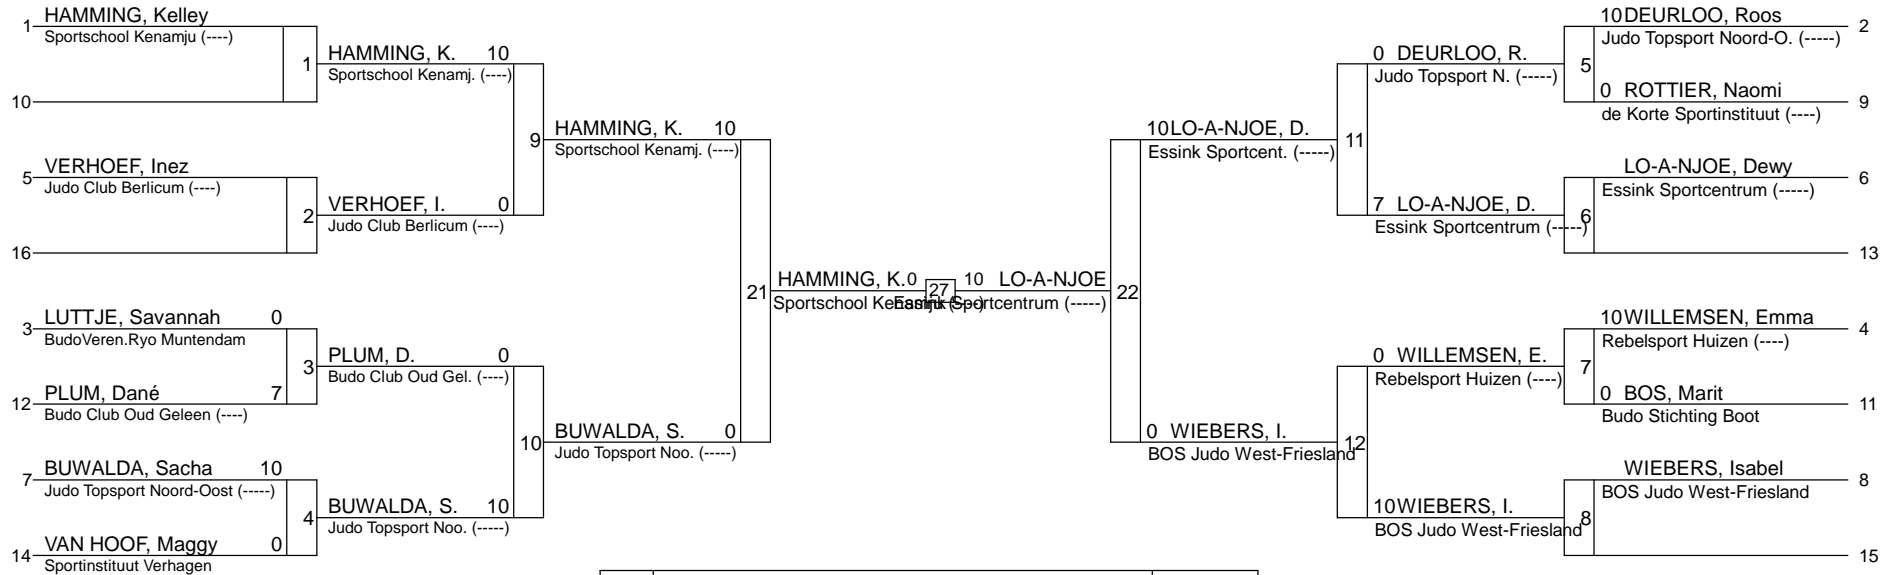 1 HAMMING, Kelley
Sportschool Kenamju (----)
10
1
5 VERHOEF, Inez
Judo Club Berlicum (----)
16
2
3 LUTTJE, Savannah 0
BudoVeren.Ryo Muntendam
12 PLUM, Dané 7
Budo Club Oud Geleen (----)
3
7 BUWALDA, Sacha 10
Judo Topsport Noord-Oost (-----)
14 VAN HOOF, Maggy 0
Sportinstituut Verhagen
4
HAMMING, K. 10
Sportschool Kenamj. (----)
VERHOEF, I. 0
Judo Club Berlicum (----)
9
PLUM, D. 0
Budo Club Oud Gel. (----)
BUWALDA, S. 10
Judo Topsport Noo. (-----)
10
HAMMING, K. 10
Sportschool Kenamj. (----)
BUWALDA, S. 0
Judo Topsport Noo. (-----)
21
HAMMING, K. 0
Sportschool Kenamju (----)
27
10 LO-A-NJOE
Essink Sportcentrum (-----)
22
10 LO-A-NJOE, D.
Essink Sportcent. (-----)
0 WIEBERS, I.
BOS Judo West-Friesland
11
0 DEURLOO, R.
Judo Topsport N. (-----)
7 LO-A-NJOE, D.
Essink Sportcentrum (-----)
12
0 WILLEMSEN, E.
Rebelsport Huizen (----)
10 WIEBERS, I.
BOS Judo West-Friesland
5
10 DEURLOO, Roos 2
Judo Topsport Noord-O. (-----)
0 ROTTIER, Naomi 9
de Korte Sportinstituut (----)
6
LO-A-NJOE, Dewy 6
Essink Sportcentrum (-----)
13
7
10 WILLEMSEN, Emma 4
Rebelsport Huizen (----)
0 BOS, Marit 11
Budo Stichting Boot
8
WIEBERS, Isabel 8
BOS Judo West-Friesland
15